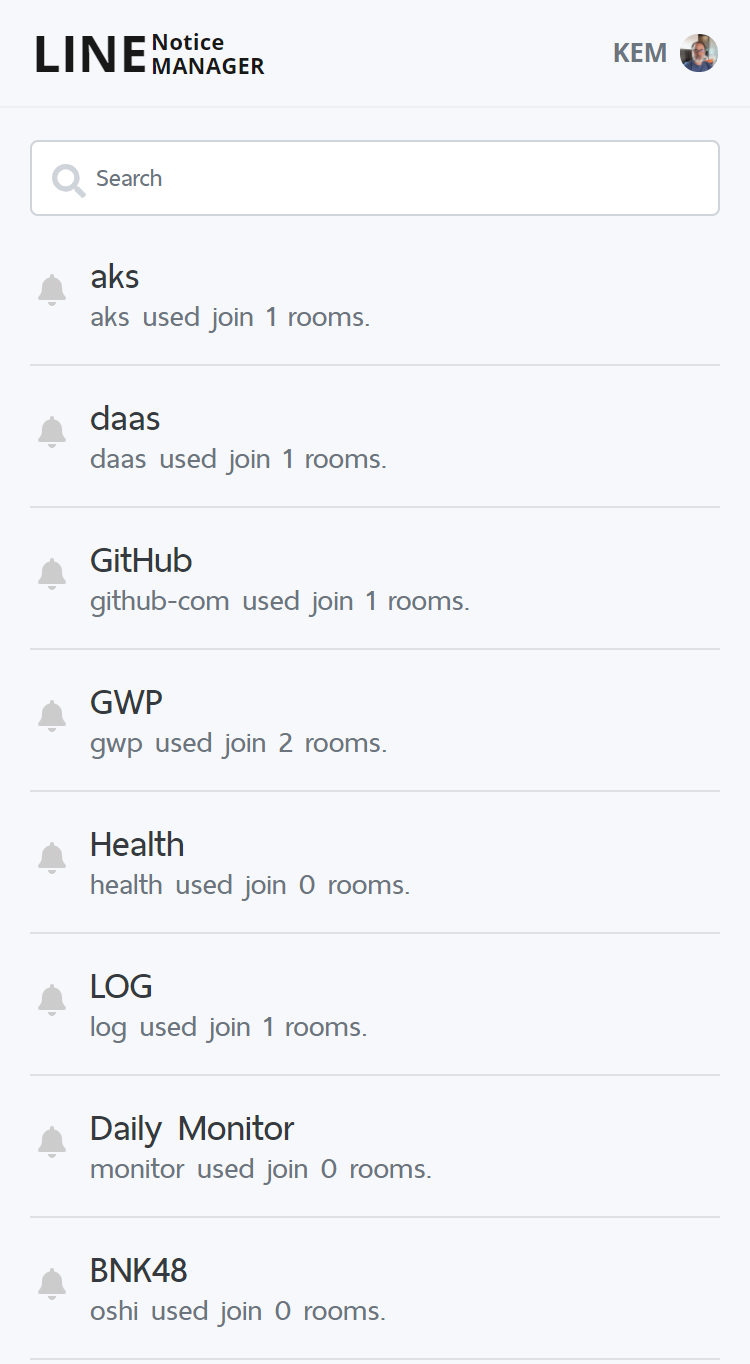 LINE Notice MANAGER
KEM
Search
aks
aks used join 1 rooms.
daas
daas used join 1 rooms.
GitHub
github-com used join 1 rooms.
GWP
gwp used join 2 rooms.
Health
health used join 0 rooms.
LOG
log used join 1 rooms.
Daily Monitor
monitor used join 0 rooms.
BNK48
oshi used join 0 rooms.